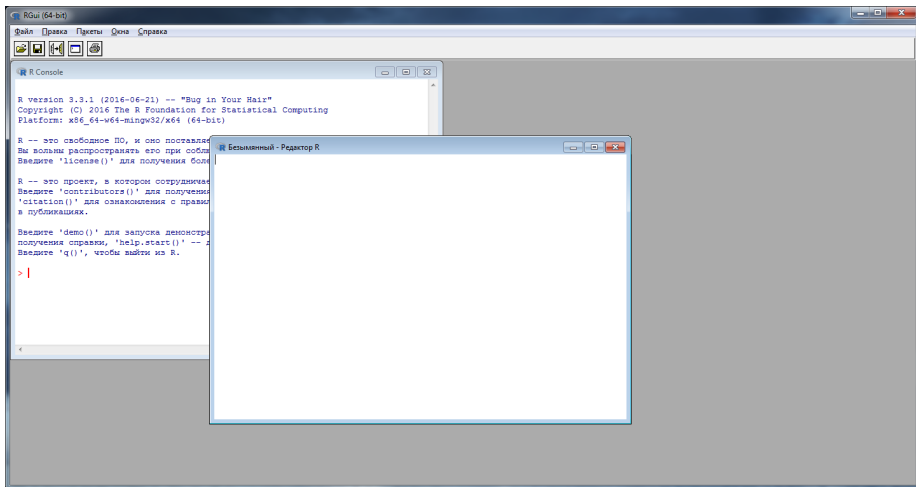 RGui (64-bit)
Файл Правка Пакеты Окна Справка
R Console
R version 3.3.1 (2016-06-21) -- "Bug in Your Hair"
Copyright (C) 2016 The R Foundation for Statistical Computing
Platform: x86_64-w64-mingw32/x64 (64-bit)
R -- это свободное ПО, и оно поставляе
Вы вольны распространять его при собл
Введите 'license()' для получения боле
R -- это проект, в котором сотрудничае
Введите 'contributors()' для получения
'citation()' для ознакомления с правил
в публикациях.
Введите 'demo()' для запуска демонстра
получения справки, 'help.start()' -- д
Введите 'q()', чтобы выйти из R.
>
Безымянный - Редактор R